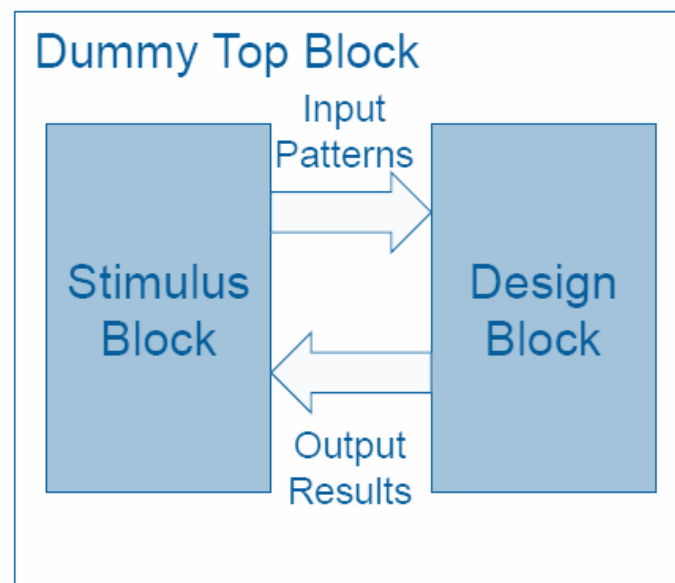 Dummy Top Block
Input
Patterns
Stimulus
Block
Design
Block
Output
Results